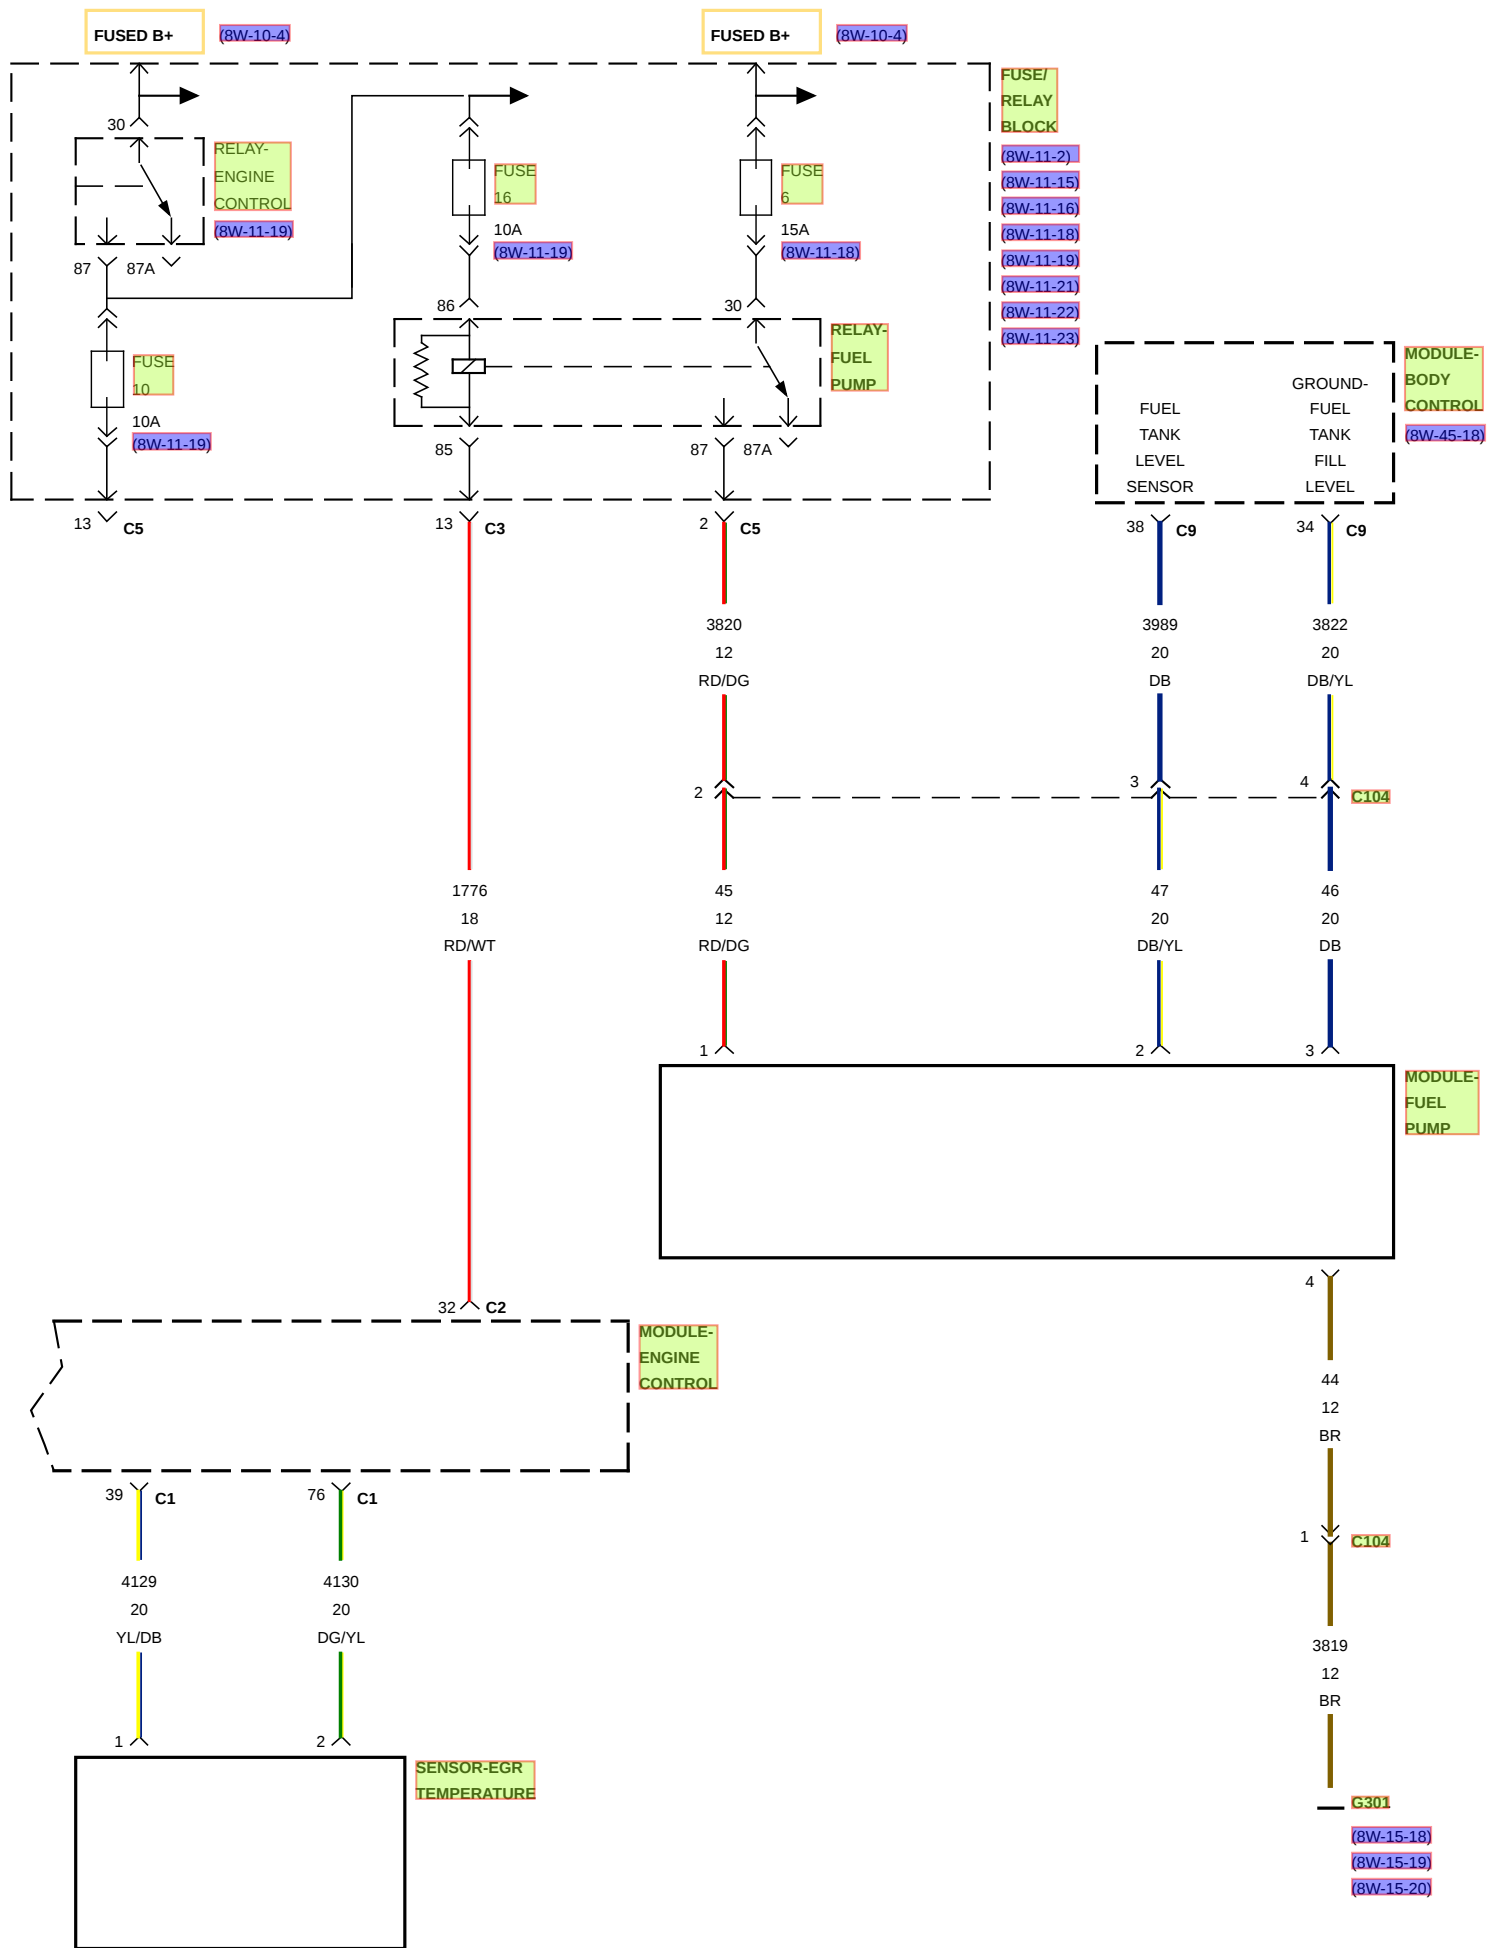 FUSED B+
(8W-10-4)
FUSED B+
(8W-10-4)
FUSE/
RELAY
BLOCK
(8W-11-2)
(8W-11-15)
(8W-11-16)
(8W-11-18)
(8W-11-19)
(8W-11-21)
(8W-11-22)
(8W-11-23)
30
RELAY-
ENGINE
CONTROL
(8W-11-19)
87
87A
FUSE
16
10A
(8W-11-19)
FUSE
6
15A
(8W-11-18)
86
30
RELAY-
FUEL
PUMP
FUSE
10
10A
(8W-11-19)
85
87
87A
13
C5
13
C3
2
C5
FUEL
TANK
LEVEL
SENSOR
GROUND-
FUEL
TANK
FILL
LEVEL
MODULE-
BODY
CONTROL
(8W-45-18)
38
C9
34
C9
3820
12
RD/DG
3989
20
DB
3822
20
DB/YL
2
3
4
C104
1776
18
RD/WT
45
12
RD/DG
47
20
DB/YL
46
20
DB
1
2
3
MODULE-
FUEL
PUMP
4
32
C2
MODULE-
ENGINE
CONTROL
44
12
BR
39
C1
76
C1
1
C104
4129
20
YL/DB
4130
20
DG/YL
3819
12
BR
1
2
SENSOR-EGR
TEMPERATURE
G301
(8W-15-18)
(8W-15-19)
(8W-15-20)